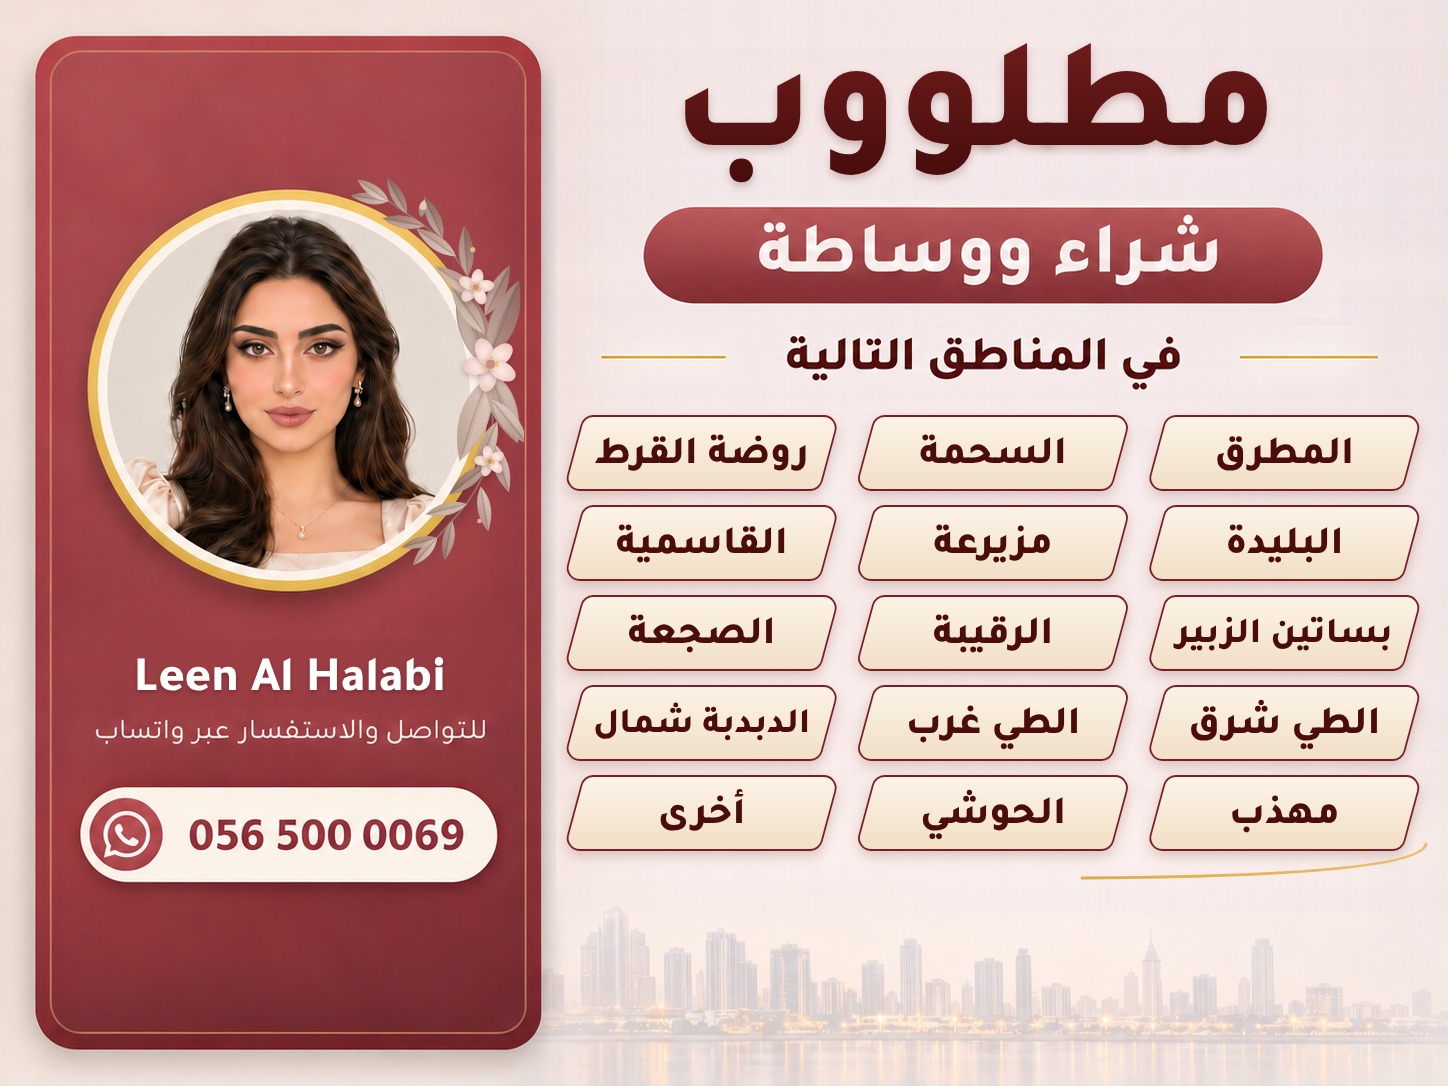 مطلووب
شراء ووساطة
في المناطق التالية
المطرق
السحمة
روضة القرط
البليدة
مزيرعة
القاسمية
بساتين الزبير
الرقيبة
الصجعة
الطي شرق
الطي غرب
الدبدبة شمال
مهذب
الحوشي
أخرى
Leen Al Halabi
للتواصل والاستفسار عبر واتساب
056 500 0069